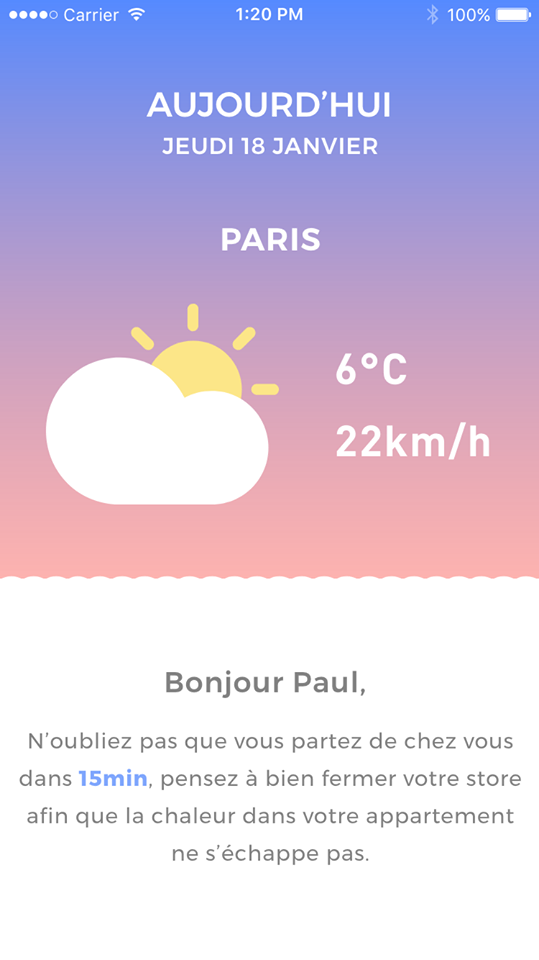 Carrier 1:20 PM 100%
AUJOURD’HUI
JEUDI 18 JANVIER
PARIS
6°C
22km/h
Bonjour Paul,
N’oubliez pas que vous partez de chez vous
dans 15min, pensez à bien fermer votre store
afin que la chaleur dans votre appartement
ne s’échappe pas.